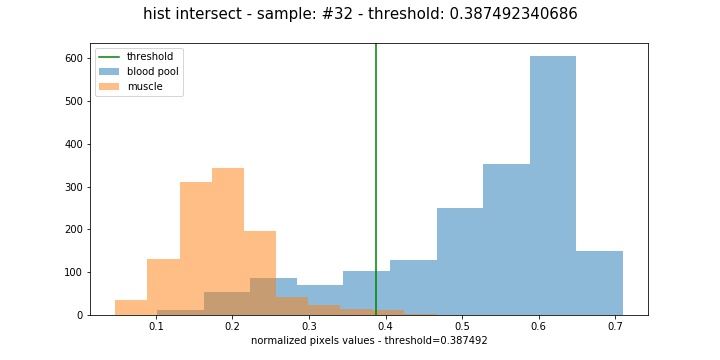 hist intersect - sample: #32 - threshold: 0.387492340686
threshold
blood pool
muscle
600
500
400
300
200
100
0
0.1 0.2 0.3 0.4 0.5 0.6 0.7
normalized pixels values - threshold=0.387492